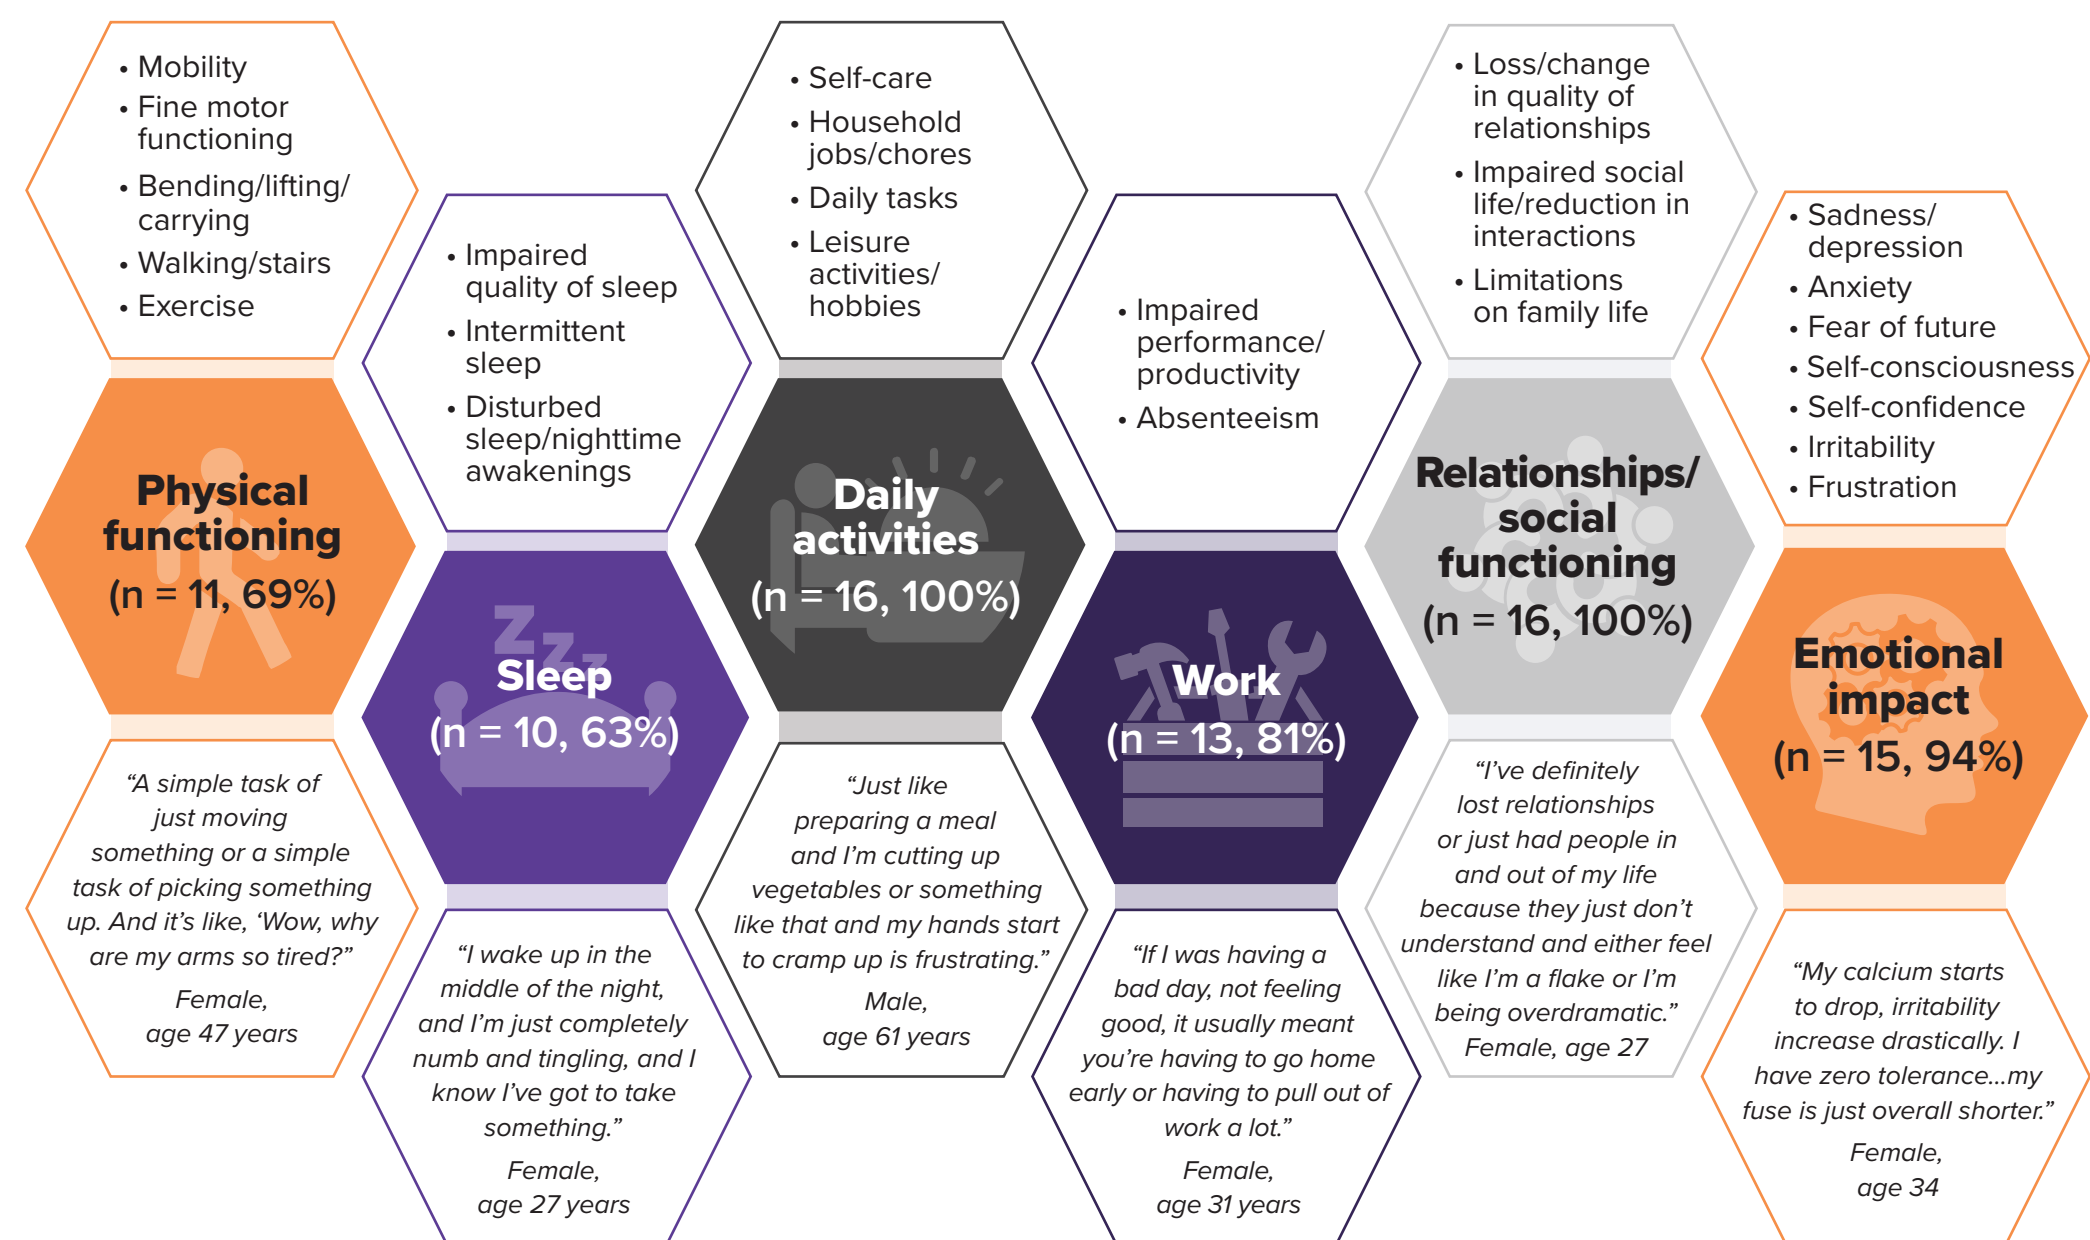 • Mobility
• Fine motor
functioning
• Bending/lifting/
carrying
• Walking/stairs
• Exercise
Physical
functioning
(n = 11, 69%)
“A simple task of
just moving
something or a simple
task of picking something
up. And it’s like, ‘Wow, why
are my arms so tired?”
Female,
age 47 years
• Impaired
quality of sleep
• Intermittent
sleep
• Disturbed
sleep/nighttime
awakenings
zzz
Sleep
(n = 10, 63%)
“I wake up in the
middle of the night,
and I’m just completely
numb and tingling, and I
know I’ve got to take
something.”
Female,
age 27 years
• Self-care
• Household
jobs/chores
• Daily tasks
• Leisure
activities/
hobbies
Daily
activities
(n = 16, 100%)
“Just like
preparing a meal
and I’m cutting up
vegetables or something
like that and my hands start
to cramp up is frustrating.”
Male,
age 61 years
• Impaired
performance/
productivity
• Absenteeism
Work
(n = 13, 81%)
“If I was having a
bad day, not feeling
good, it usually meant
you’re having to go home
early or having to pull out of
work a lot.”
Female,
age 31 years
• Loss/change
in quality of
relationships
• Impaired social
life/reduction in
interactions
• Limitations
on family life
Relationships/
social
functioning
(n = 16, 100%)
“I’ve definitely
lost relationships
or just had people in
and out of my life
because they just don’t
understand and either feel
like I’m a flake or I’m
being overdramatic.”
Female, age 27
• Sadness/
depression
• Anxiety
• Fear of future
• Self-consciousness
• Self-confidence
• Irritability
• Frustration
Emotional
impact
(n = 15, 94%)
“My calcium starts
to drop, irritability
increase drastically. I
have zero tolerance...my
fuse is just overall shorter.”
Female,
age 34